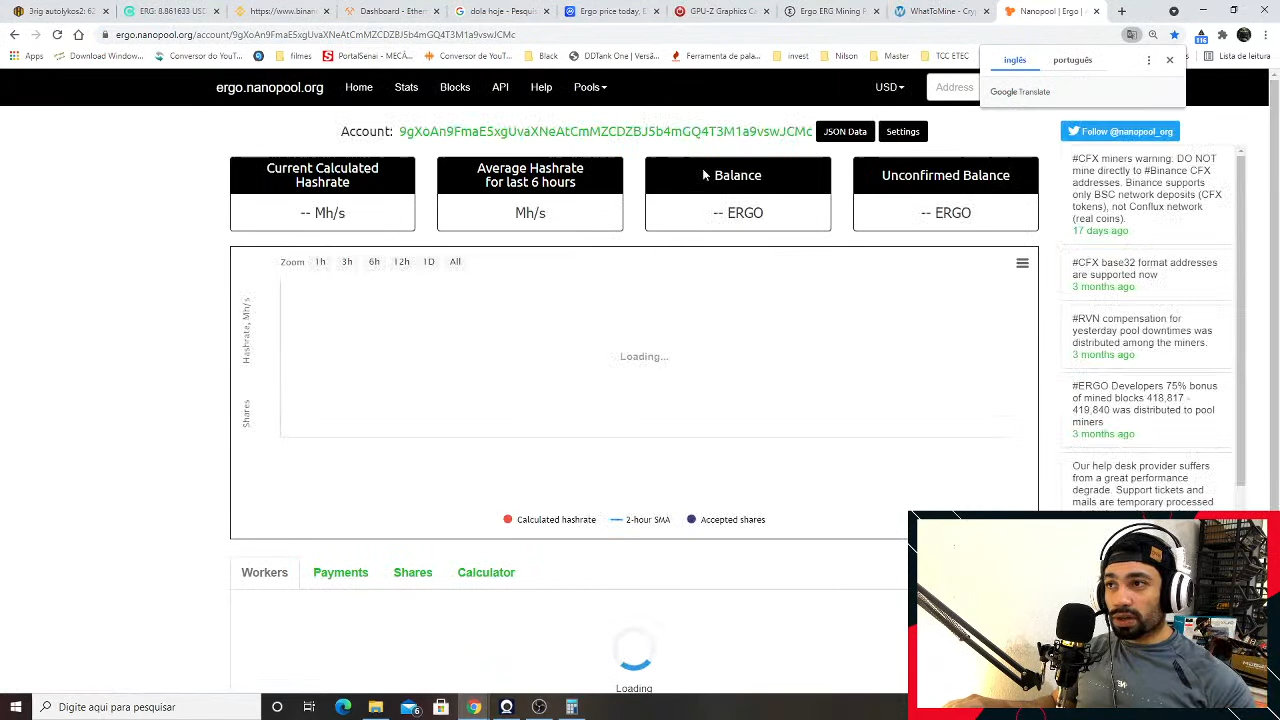 3rig autolykos2: 62
ERG: 8.861633 USD
https://www.binanc
Dashboard - Ethern
dola hoje - Pesquis
Ergo price today, E
GPU-Z Graphics Ca
Ergo ERG Mining P
WhatToMine - Cry
Nanopool | Ergo |
ergo.nanopool.org/account/9gXoAn9FmaE5xgUvaXNeAtCmMZCDZBJ5b4mGQ4T3M1a9vswJCMc
116
Apps
Download Window...
Conversor do YouT...
filmes
PortalSenai - MECÂ...
Conversor do YouT...
Black
DDTank One | Versã...
Ferramenta de pala...
invest
Nilson
Master
TCC ETEC
Lista de leitura
inglês
português
Google Translate
ergo.nanopool.org
Home
Stats
Blocks
API
Help
Pools
USD
Address
Account: 9gXoAn9FmaE5xgUvaXNeAtCmMZCDZBJ5b4mGQ4T3M1a9vswJCMc
JSON Data
Settings
Follow @nanopool_org
Current Calculated
Hashrate
-- Mh/s
Average Hashrate
for last 6 hours
Mh/s
Balance
-- ERGO
Unconfirmed Balance
-- ERGO
#CFX miners warning: DO NOT
mine directly to #Binance CFX
addresses. Binance supports
only BSC network deposits (CFX
tokens), not Conflux network
(real coins).
17 days ago
#CFX base32 format addresses
are supported now
3 months ago
#RVN compensation for
yesterday pool downtimes was
distributed among the miners.
3 months ago
#ERGO Developers 75% bonus
of mined blocks 418,817 -
419,840 was distributed to pool
miners
3 months ago
Our help desk provider suffers
from a great performance
degrade. Support tickets and
mails are temporary processed
Zoom 1h 3h 6h 12h 1D All
Hashrate, Mh/s
Shares
Loading...
Calculated hashrate
2-hour SMA
Accepted shares
Workers
Payments
Shares
Calculator
Loading
Digite aqui para pesquisar
6